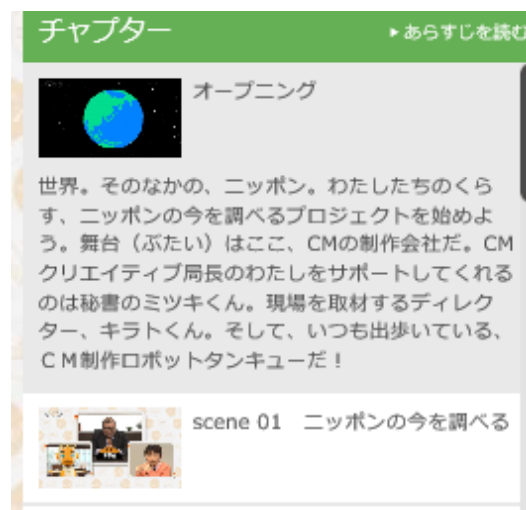 チャプター
▶あらすじを読む
オープニング
世界。そのなかの、ニッポン。わたしたちのくら
す、ニッポンの今を調べるプロジェクトを始めよ
う。舞台（ぶたい）はここ、CMの制作会社だ。CM
クリエイティブ局長のわたしをサポートしてくれる
のは秘書のミツキくん。現場を取材するディレク
ター、キラトくん。そして、いつも出歩いている、
ＣＭ制作ロボットタンキューだ！
scene 01　ニッポンの今を調べる